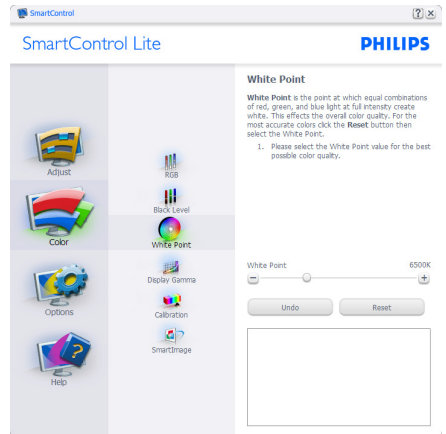 SmartControl
SmartControl Lite
PHILIPS
Adjust
Color
Options
Help
RGB
Black Level
White Point
Display Gamma
Calibration
SmartImage
White Point
White Point is the point at which equal combinations
of red, green, and blue light at full intensity create
white. This effects the overall color quality. For the
most accurate colors click the Reset button then
select the White Point.
1. Please select the White Point value for the best
possible color quality.
White Point 6500K
Undo Reset